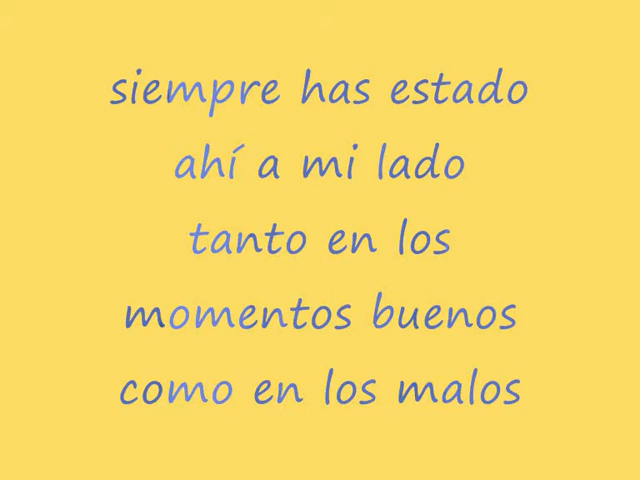 siempre has estado
ahí a mi lado
tanto en los
momentos buenos
como en los malos